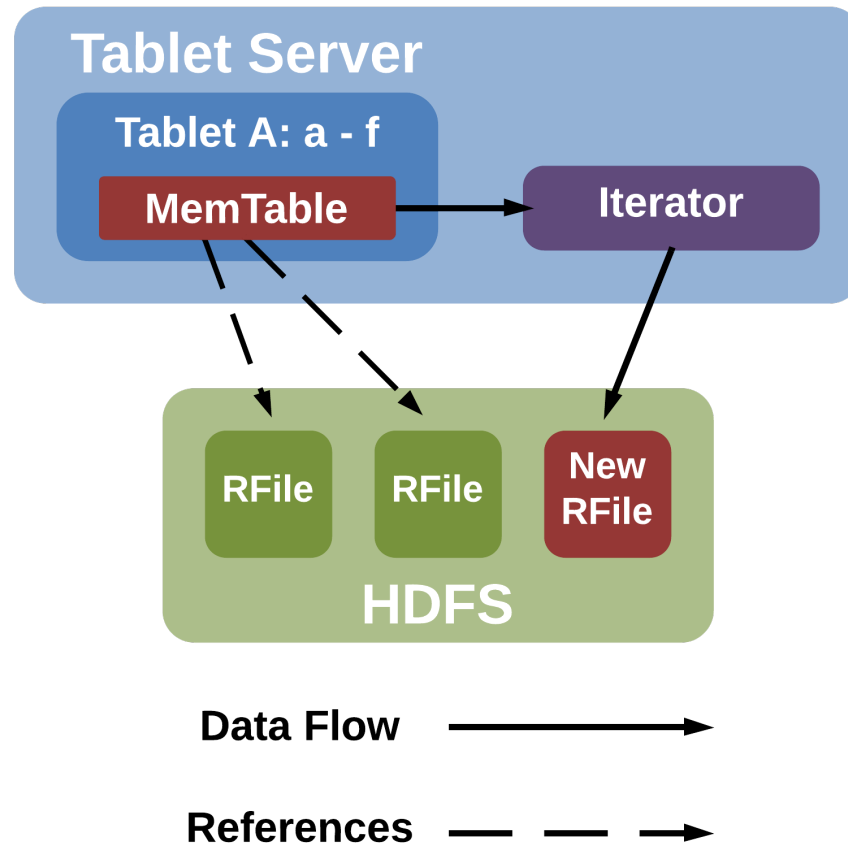 Tablet Server
Tablet A: a - f
MemTable
Iterator
RFile
RFile
New
RFile
HDFS
Data Flow
References